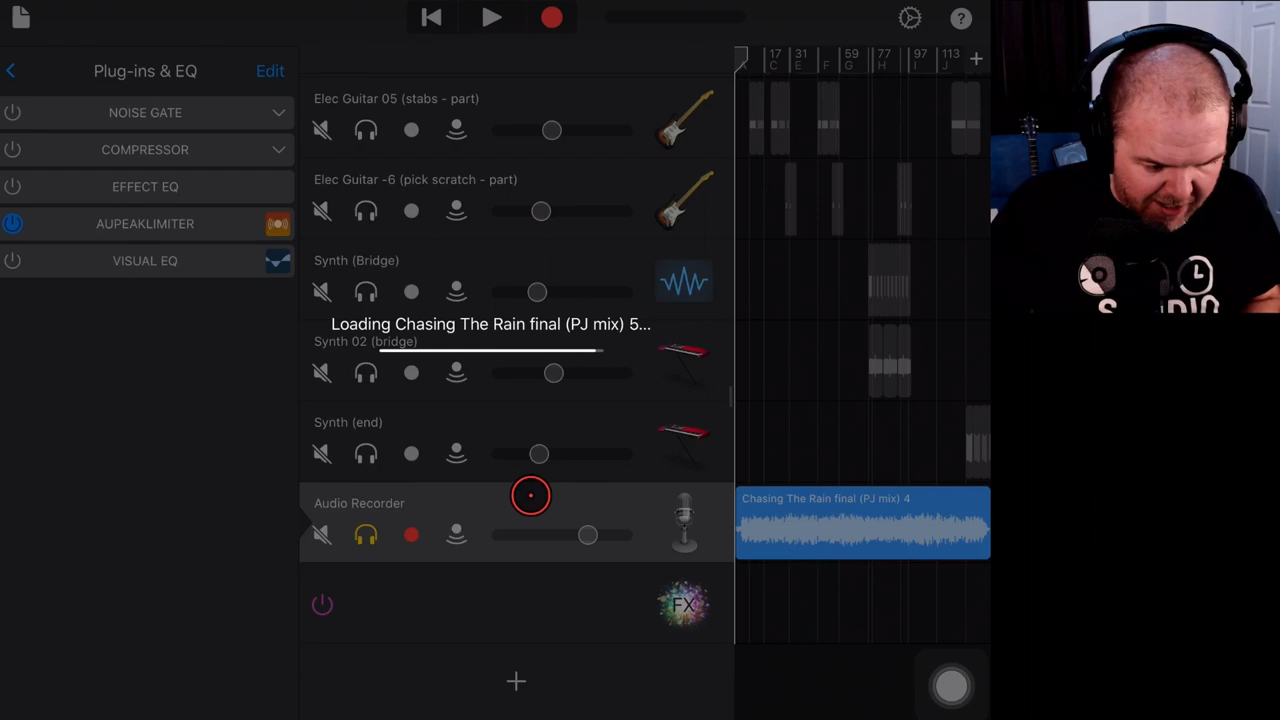 ?
Plug-ins & EQ
Edit
NOISE GATE
COMPRESSOR
EFFECT EQ
AUPEAKLIMITER
VISUAL EQ
Elec Guitar 05 (stabs - part)
Elec Guitar -6 (pick scratch - part)
Synth (Bridge)
Loading Chasing The Rain final (PJ mix) 5...
Synth 02 (bridge)
Synth (end)
Audio Recorder
FX
17 31 59 77 97 113
A C E F G H I J
Chasing The Rain final (PJ mix) 4